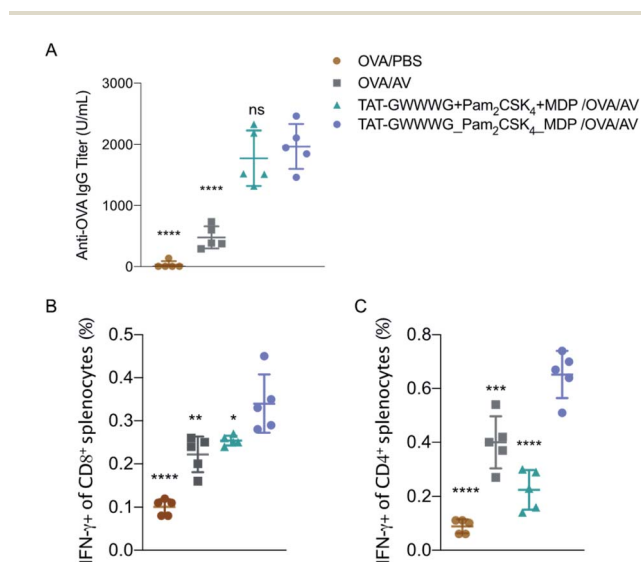 A
OVA/PBS
OVA/AV
TAT-GWWWG+Pam₂CSK₄+MDP /OVA/AV
TAT-GWWWG_Pam₂CSK₄_MDP /OVA/AV
Anti-OVA IgG Titer (U/mL)
3000
2000
1000
0
****
****
ns
B
IFN-γ+ of CD8⁺ splenocytes (%)
0.5
0.4
0.3
0.2
0.1
0.0
****
**
*
C
IFN-γ+ of CD4⁺ splenocytes (%)
0.8
0.6
0.4
0.2
0.0
****
***
****